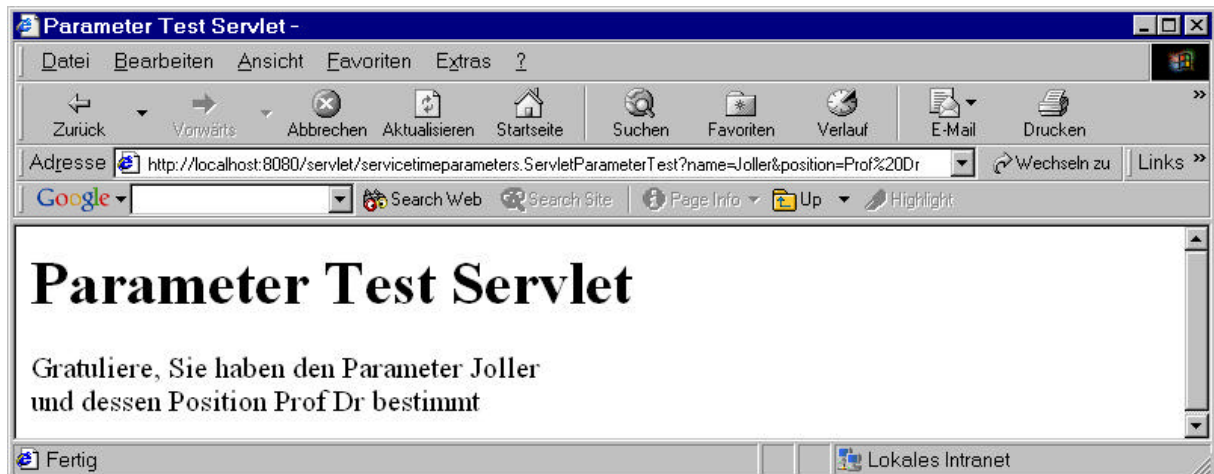 Parameter Test Servlet -
Datei Bearbeiten Ansicht Favoriten Extras ?
Zurück Vorwärts Abbrechen Aktualisieren Startseite Suchen Favoriten Verlauf E-Mail Drucken »
Adresse http://localhost:8080/servlet/servicetimeparameters.ServletParameterTest?name=Joller&position=Prof%20Dr Wechseln zu Links »
Google Search Web Search Site Page Info Up Highlight
Parameter Test Servlet
Gratuliere, Sie haben den Parameter Joller
und dessen Position Prof Dr bestimmt
Fertig Lokales Intranet